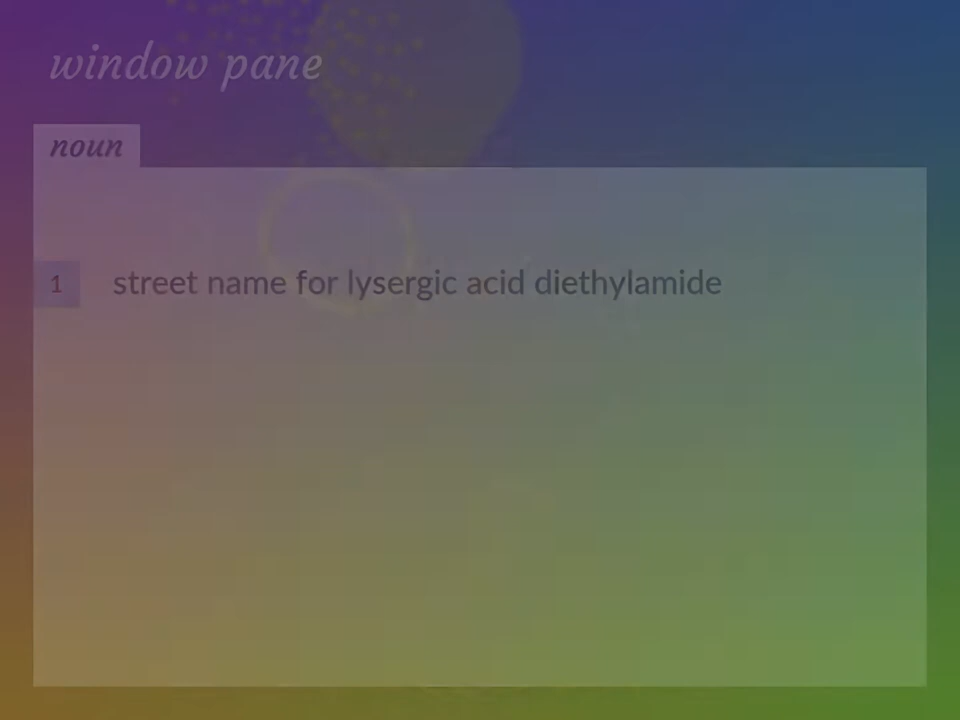 window pane
noun
1 street name for lysergic acid diethylamide